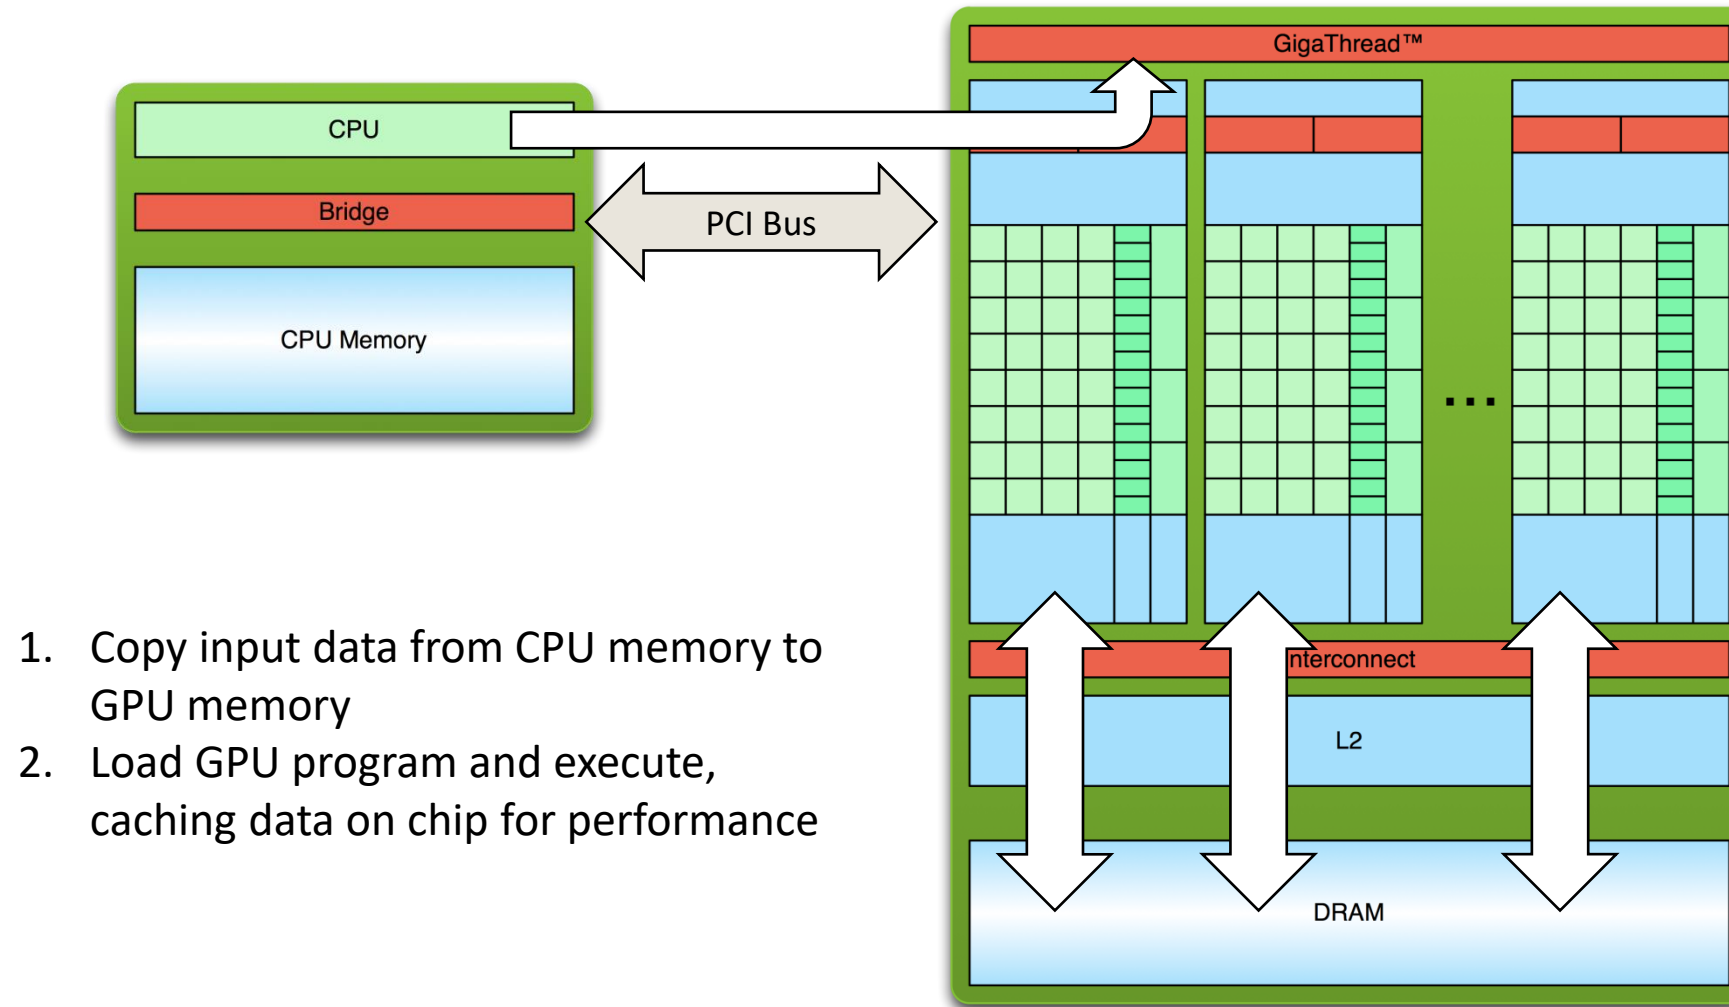 GigaThread™
CPU
Bridge
PCI Bus
CPU Memory
...
1. Copy input data from CPU memory to
GPU memory
2. Load GPU program and execute,
caching data on chip for performance
nterconnect
L2
DRAM